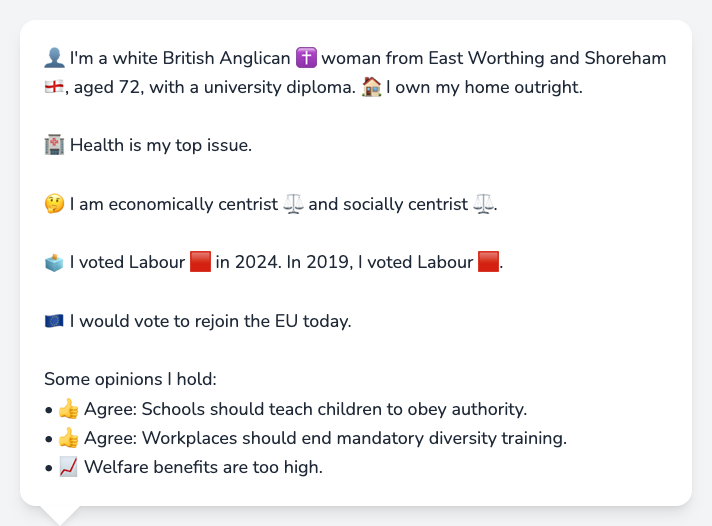 👤 I'm a white British Anglican ✝️ woman from East Worthing and Shoreham
🏴󠁧󠁢󠁥󠁮󠁧󠁿, aged 72, with a university diploma. 🏠 I own my home outright.
🏥 Health is my top issue.
🤔 I am economically centrist ⚖️ and socially centrist ⚖️.
🗳️ I voted Labour 🟥 in 2024. In 2019, I voted Labour 🟥.
🇪🇺 I would vote to rejoin the EU today.
Some opinions I hold:
• 👍 Agree: Schools should teach children to obey authority.
• 👍 Agree: Workplaces should end mandatory diversity training.
• 📈 Welfare benefits are too high.